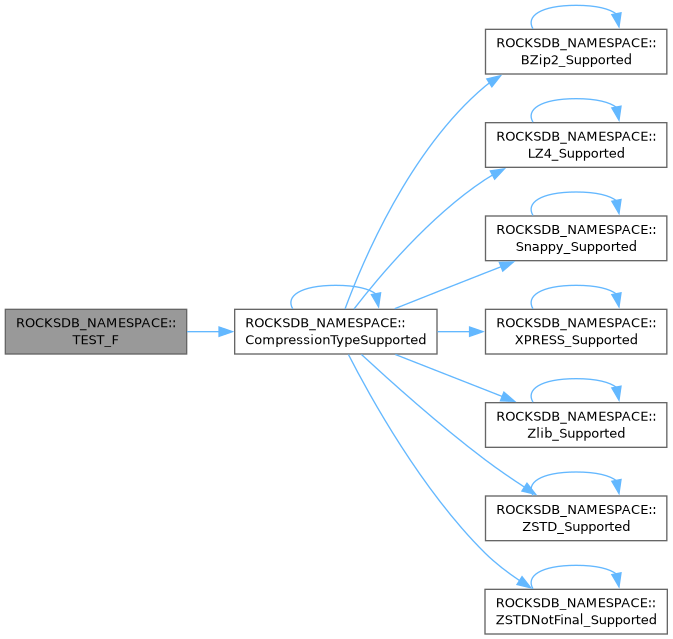 ROCKSDB_NAMESPACE::
BZip2_Supported
ROCKSDB_NAMESPACE::
LZ4_Supported
ROCKSDB_NAMESPACE::
Snappy_Supported
ROCKSDB_NAMESPACE::
TEST_F
ROCKSDB_NAMESPACE::
CompressionTypeSupported
ROCKSDB_NAMESPACE::
XPRESS_Supported
ROCKSDB_NAMESPACE::
Zlib_Supported
ROCKSDB_NAMESPACE::
ZSTD_Supported
ROCKSDB_NAMESPACE::
ZSTDNotFinal_Supported